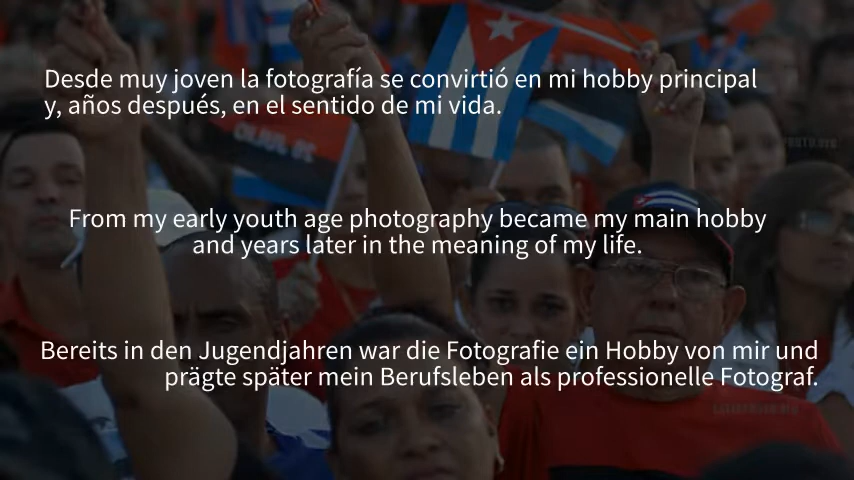 Desde muy joven la fotografía se convirtió en mi hobby principal
y, años después, en el sentido de mi vida.
From my early youth age photography became my main hobby
and years later in the meaning of my life.
Bereits in den Jugendjahren war die Fotografie ein Hobby von mir und
prägte später mein Berufsleben als professionelle Fotograf.